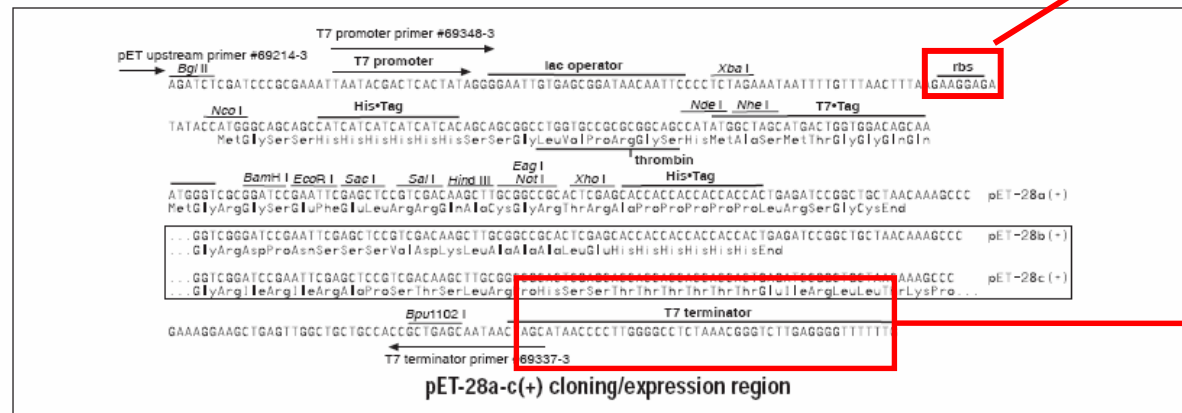 T7 promoter primer #69348-3
pET upstream primer #69214-3
Bgl II T7 promoter lac operator Xba I rbs
AGATCTCGATCCCGCGAAATTAATACGACTCACTATAGGGGAATTGTGAGCGGATAACAATTCCCCTCTAGAAATAATTTTGTTTAACTTTAAGAAGGAGA
Nco I His•Tag Nde I Nhe I T7•Tag
TATACCATGGGCAGCAGCCATCATCATCATCATCACAGCAGCGGCCTGGTGCCGCGCGGCAGCCATATGGCTAGCATGACTGGTGGACAGCAA
MetGlySerSerHisHisHisHisHisHisSerSerGlyLeuValProArgGlySerHisMetAlaSerMetThrGlyGlyGlnGln
thrombin
BamH I EcoR I Sac I Sal I Hind III Eag I Not I Xho I His•Tag
ATGGGTCGCGGATCCGAATTCGAGCTCCGTCGACAAGCTTGCGGCCGCACTCGAGCACCACCACCACCACCACTGAGATCCGGCTGCTAACAAAGCCC pET-28a(+)
MetGlyArgGlySerGluPheGluLeuArgArgGlnAlaCysGlyArgThrArgAlaProProProProProProLeuArgSerGlyCysEnd
...GGTCGGGATCCGAATTCGAGCTCCGTCGACAAGCTTGCGGCCGCACTCGAGCACCACCACCACCACCACTGAGATCCGGCTGCTAACAAAGCCC pET-28b(+)
...GlyArgAspProAsnSerSerSerValAspLysLeuAlaAlaAlaLeuGluHisHisHisHisHisHisEnd
...GGTCGGATCCGAATTCGAGCTCCGTCGACAAGCTTGCGG AAAGCCC pET-28c(+)
...GlyArgIleArgIleArgAlaProSerThrSerLeuArgProHisSerSerThrThrThrThrThrThrGluIleArgLeuLeuThrLysPro...
Bpu1102 I T7 terminator
GAAAGGAAGCTGAGTTGGCTGCTGCCACCGCTGAGCAATAACTAGCATAACCCCTTGGGGCCTCTAAACGGGTCTTGAGGGGTTTTTTG
T7 terminator primer #69337-3
pET-28a-c(+) cloning/expression region